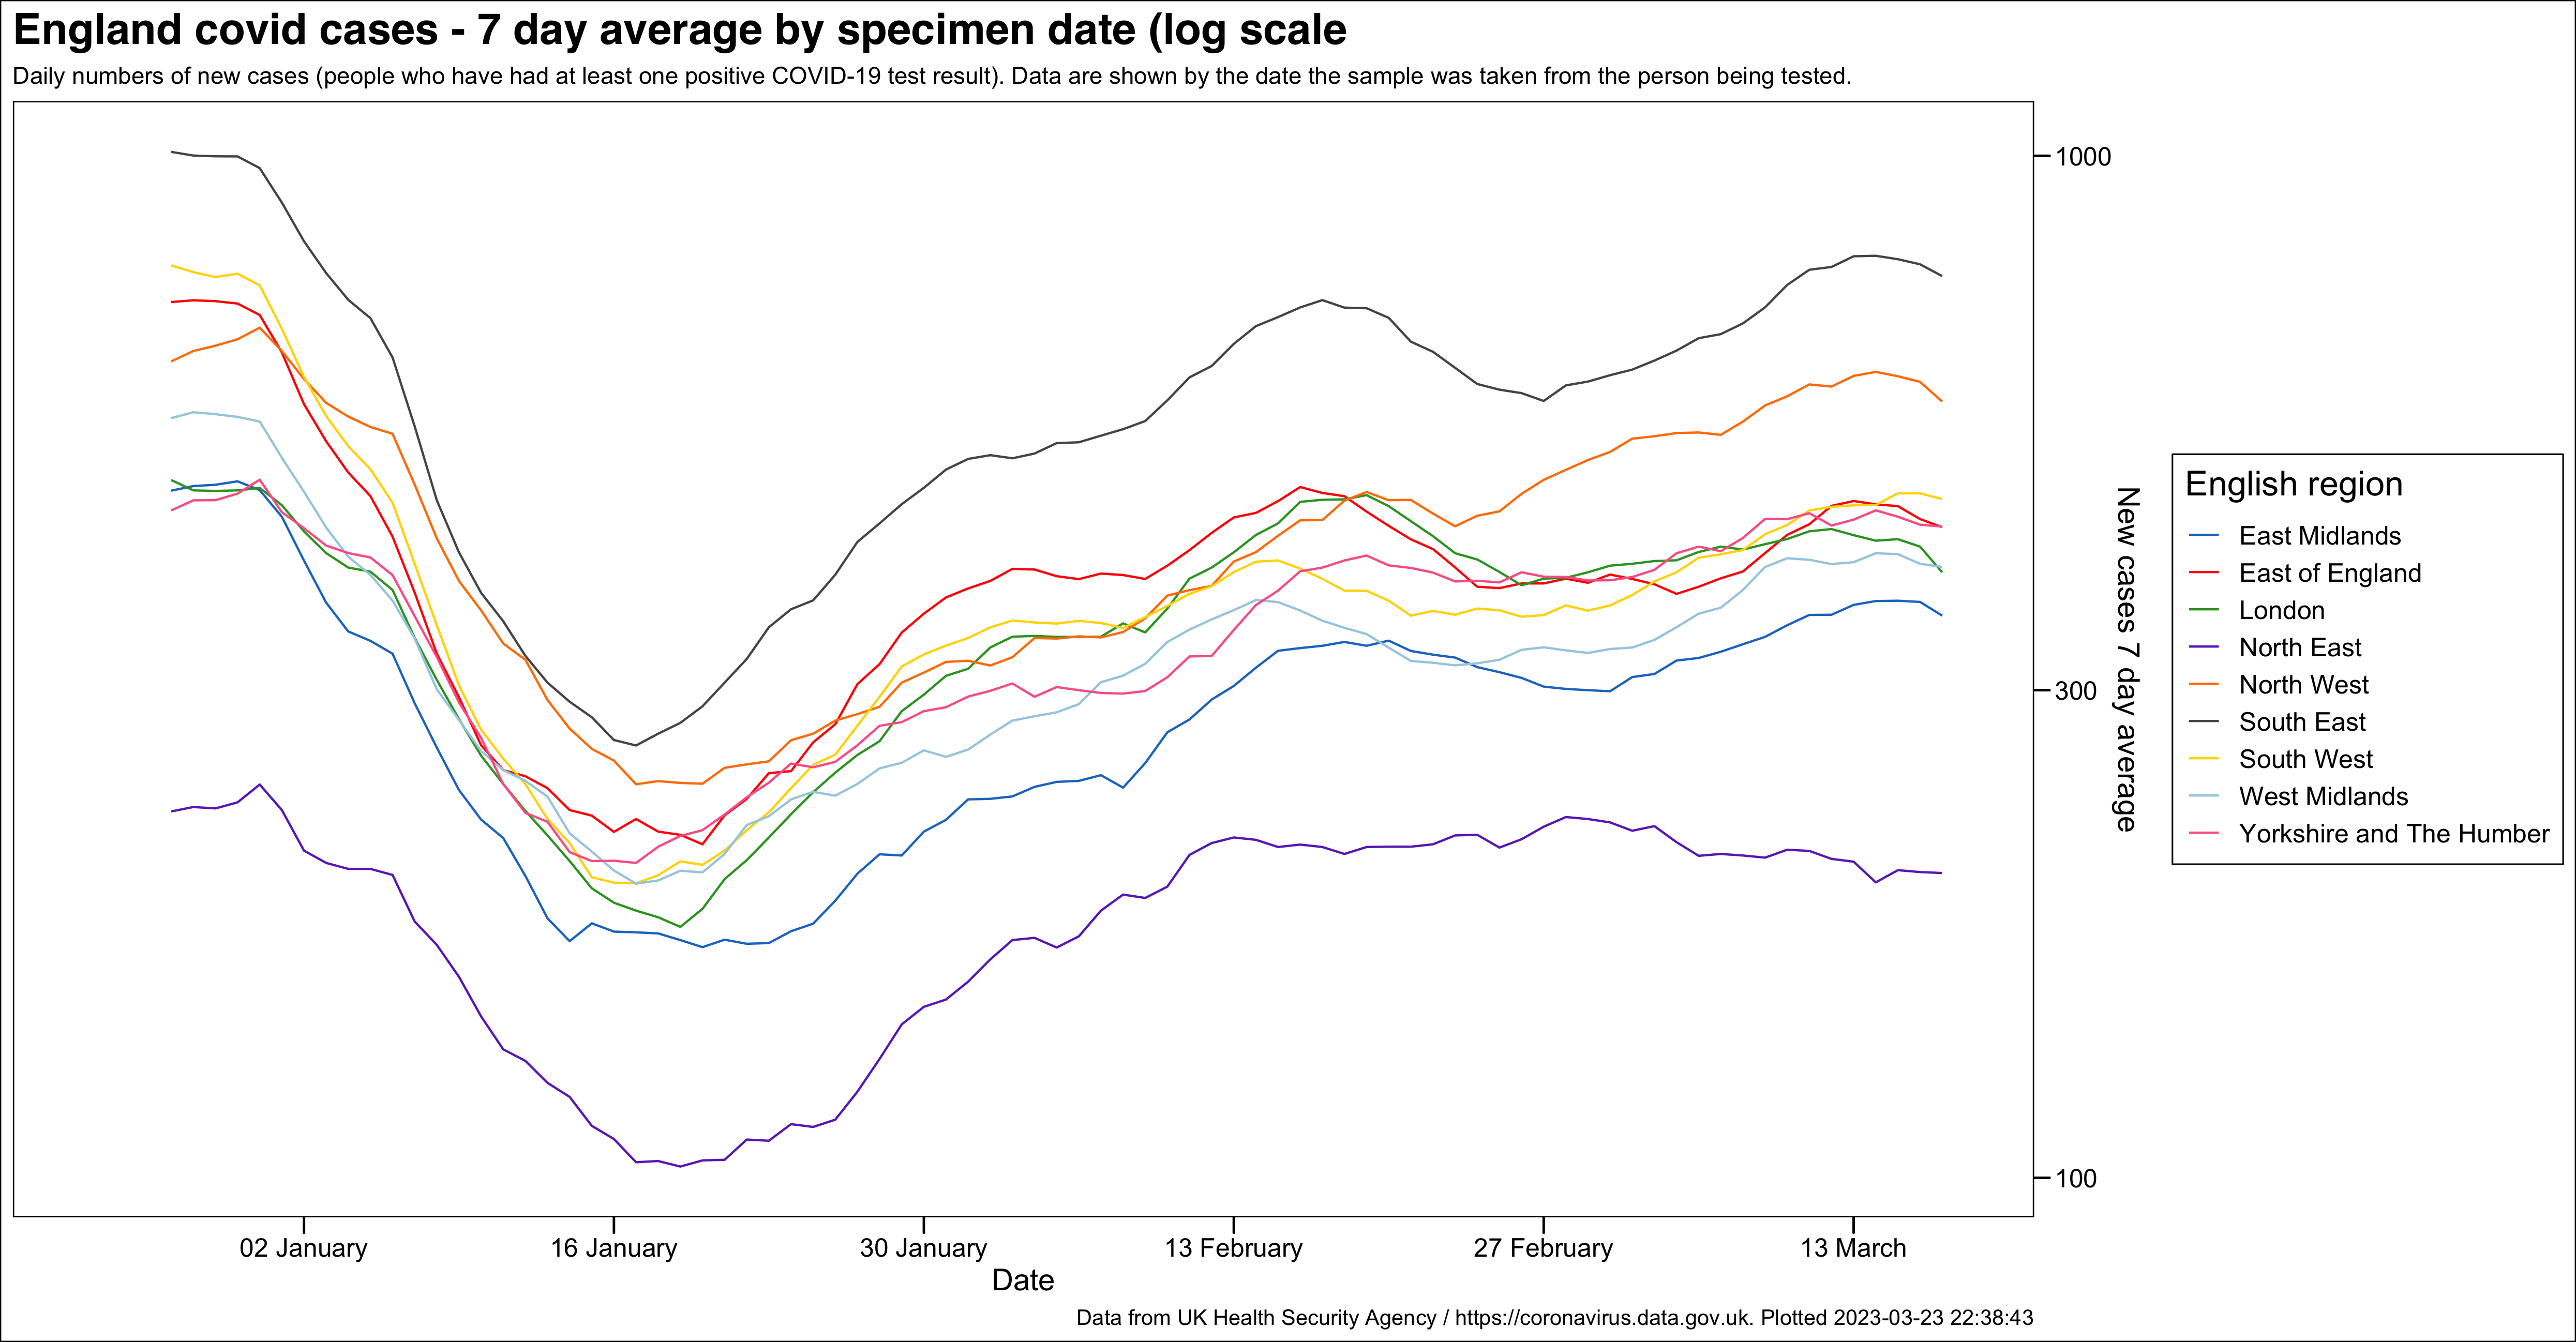 England covid cases - 7 day average by specimen date (log scale
Daily numbers of new cases (people who have had at least one positive COVID-19 test result). Data are shown by the date the sample was taken from the person being tested.
1000
300
100
New cases 7 day average
English region
East Midlands
East of England
London
North East
North West
South East
South West
West Midlands
Yorkshire and The Humber
02 January
16 January
30 January
13 February
27 February
13 March
Date
Data from UK Health Security Agency / https://coronavirus.data.gov.uk. Plotted 2023-03-23 22:38:43